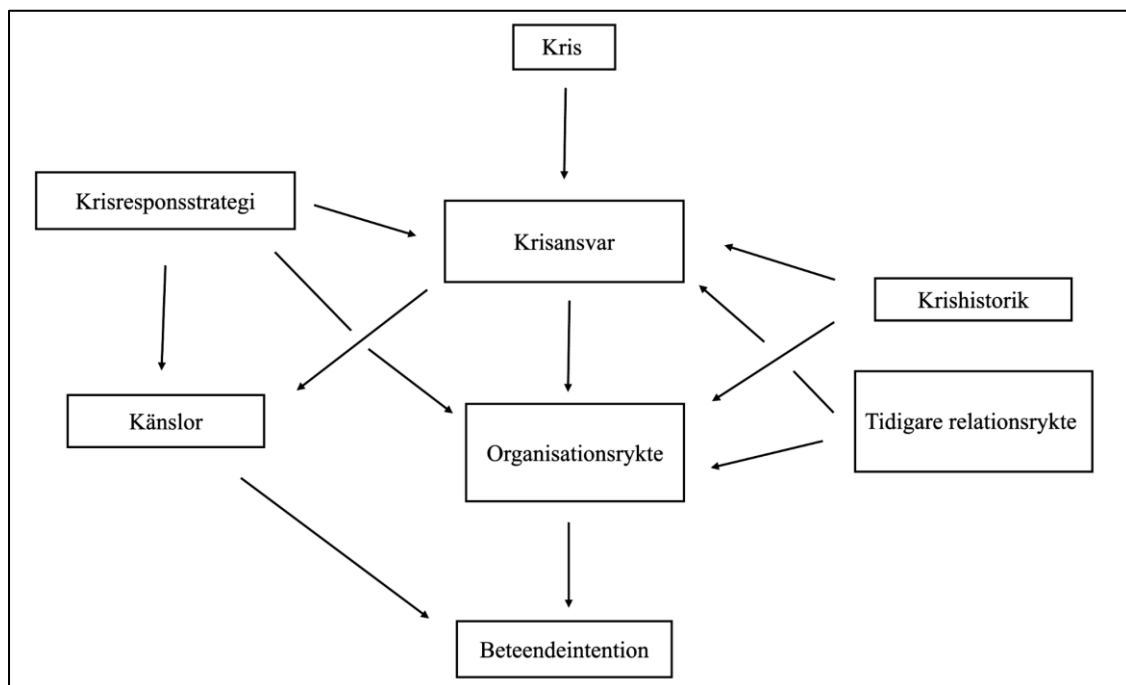 Kris
Krisresponsstrategi
Krisansvar
Krishistorik
Känslor
Organisationsrykte
Tidigare relationsrykte
Beteendeintention